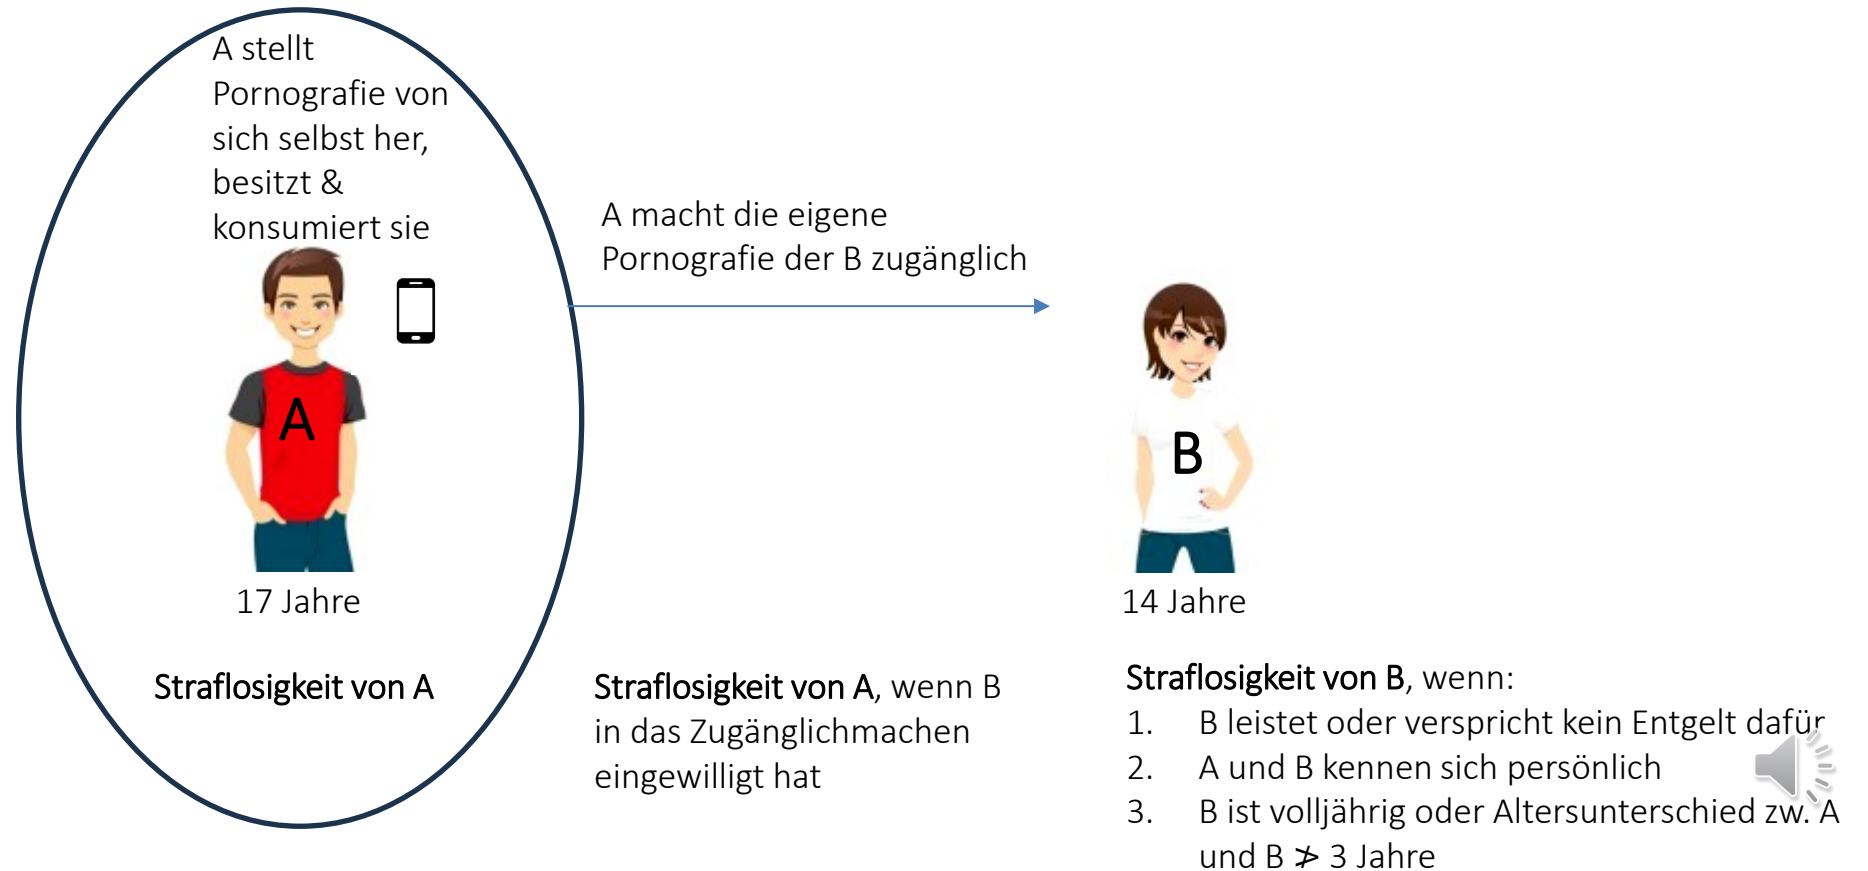 A stellt
Pornografie von
sich selbst her,
besitzt &
konsumiert sie
A macht die eigene
Pornografie der B zugänglich
A
B
17 Jahre
14 Jahre
Straflosigkeit von A
Straflosigkeit von A, wenn B
in das Zugänglichmachen
eingewilligt hat
Straflosigkeit von B, wenn:
1. B leistet oder verspricht kein Entgelt dafür
2. A und B kennen sich persönlich
3. B ist volljährig oder Altersunterschied zw. A
und B ≯ 3 Jahre